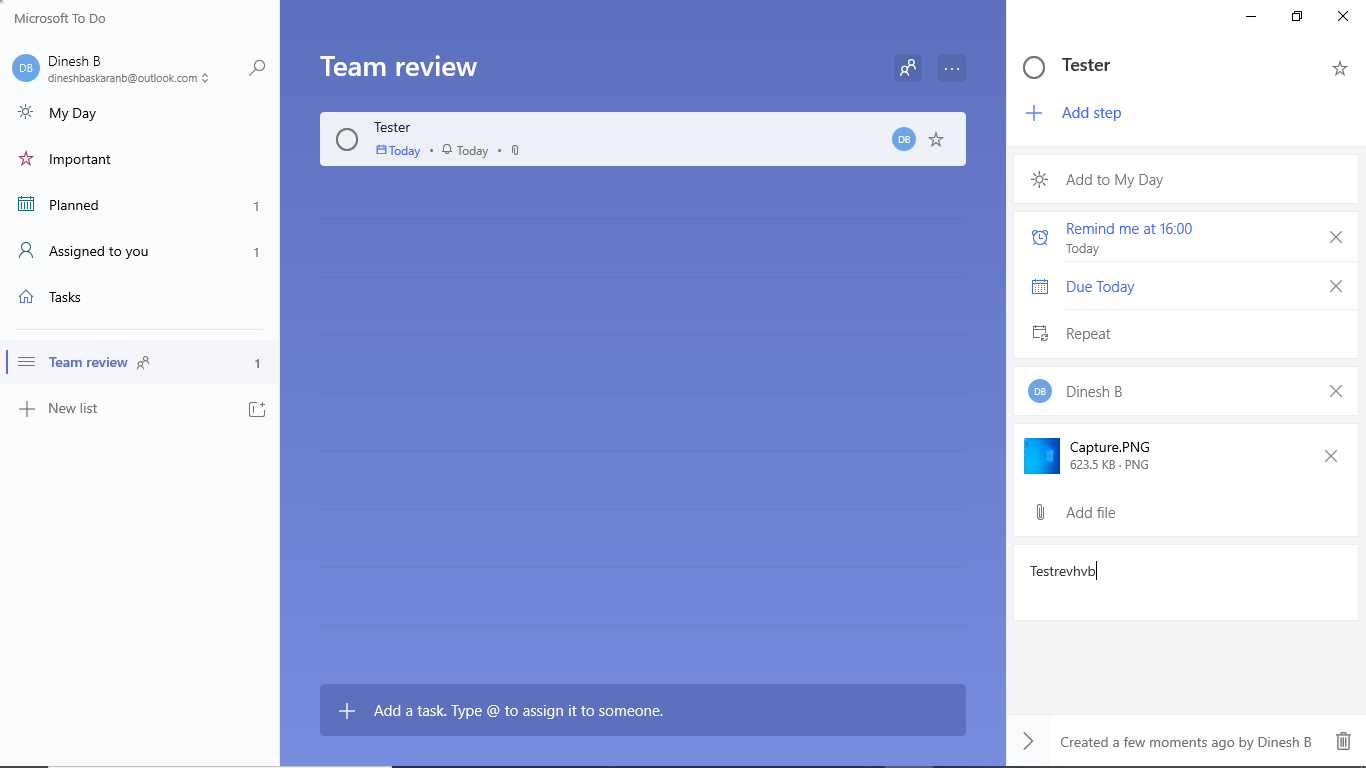 Microsoft To Do
DB
Dinesh B
dineshbaskaranb@outlook.com
My Day
Important
Planned 1
Assigned to you 1
Tasks
Team review 1
New list
Team review
Tester
Today • Today •
DB
Add a task. Type @ to assign it to someone.
Tester
Add step
Add to My Day
Remind me at 16:00
Today
Due Today
Repeat
DB Dinesh B
Capture.PNG
623.5 KB · PNG
Add file
Testrevhvb
Created a few moments ago by Dinesh B